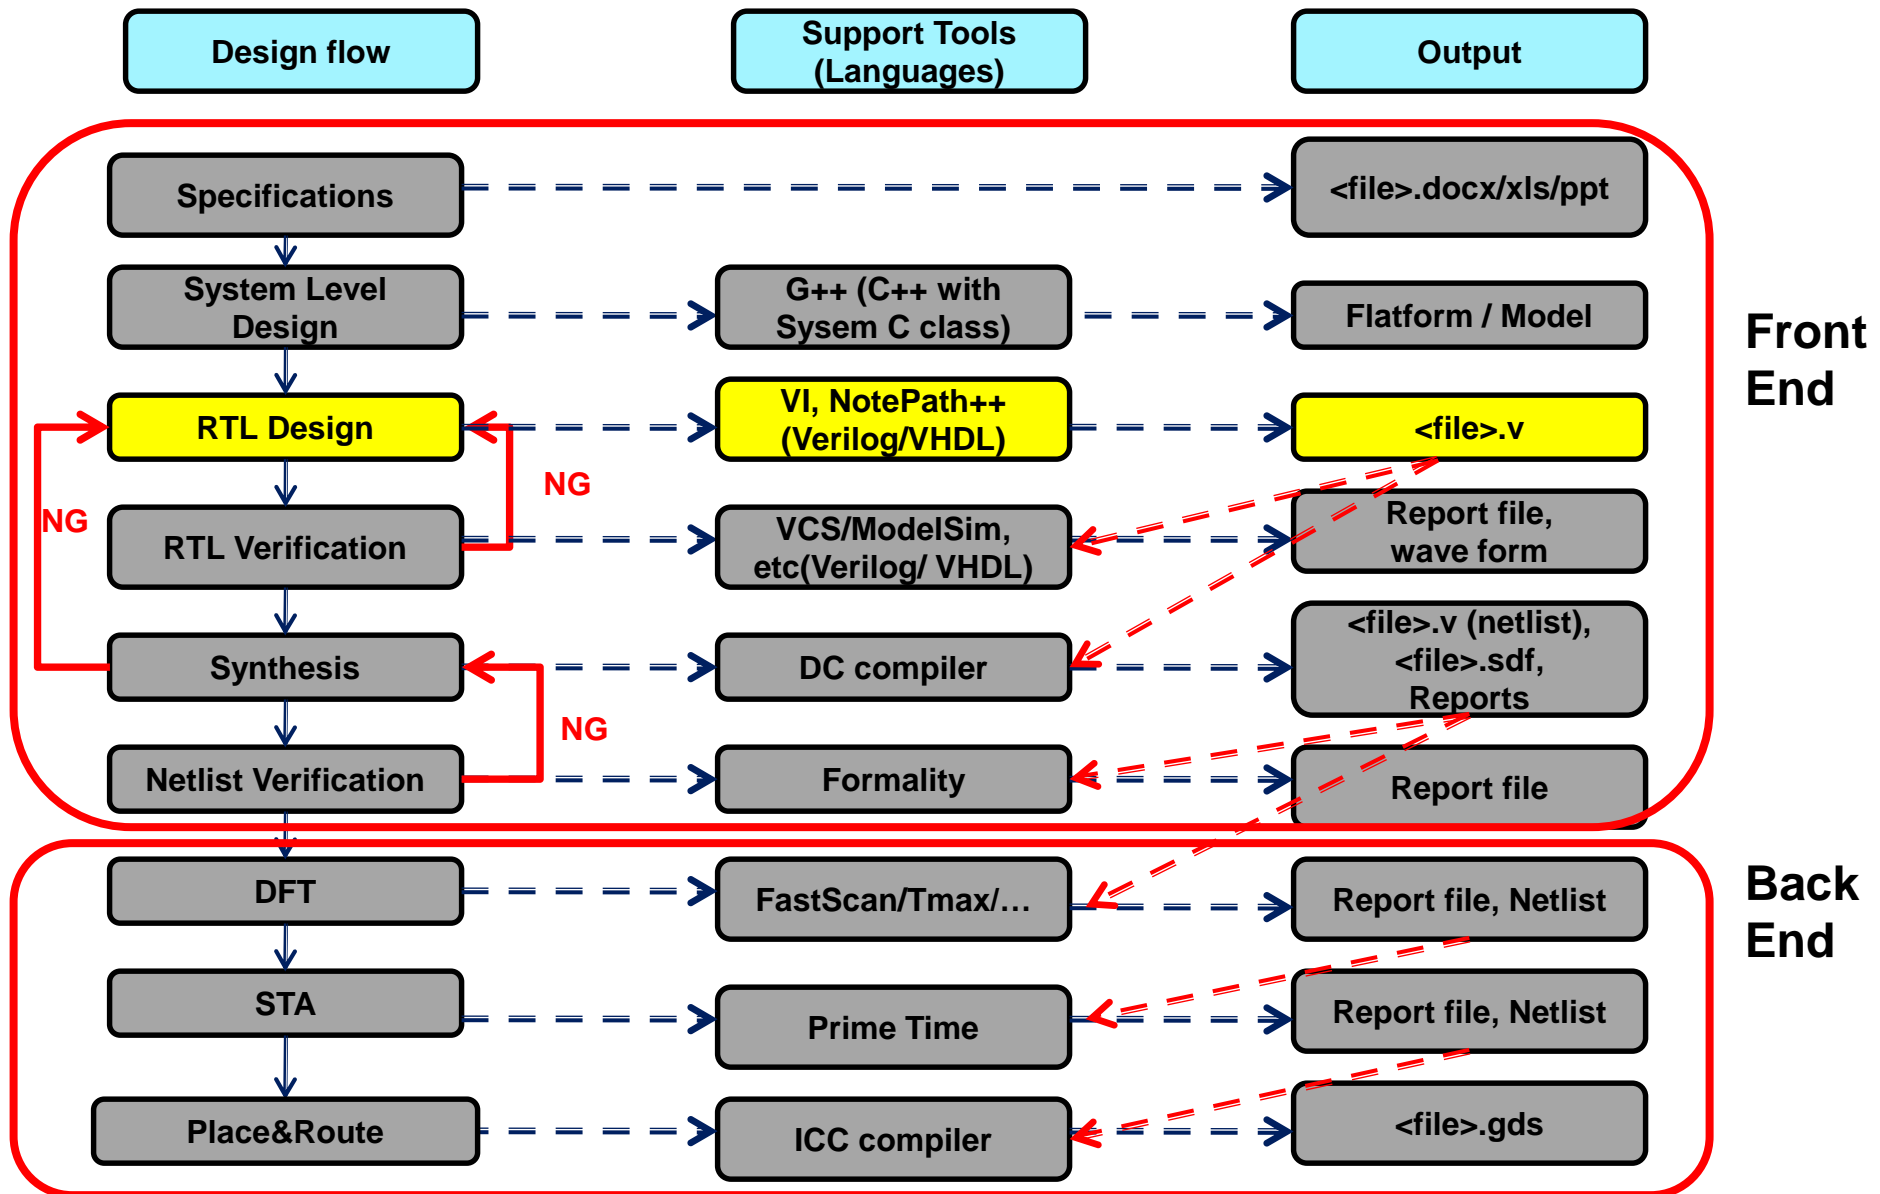 Design flow
Support Tools
(Languages)
Output
Specifications
<file>.docx/xls/ppt
System Level
Design
G++ (C++ with
Sysem C class)
Flatform / Model
Front
End
RTL Design
VI, NotePath++
(Verilog/VHDL)
<file>.v
NG
NG
RTL Verification
VCS/ModelSim,
etc(Verilog/ VHDL)
Report file,
wave form
Synthesis
DC compiler
<file>.v (netlist),
<file>.sdf,
Reports
NG
Netlist Verification
Formality
Report file
Back
End
DFT
FastScan/Tmax/…
Report file, Netlist
STA
Prime Time
Report file, Netlist
Place&Route
ICC compiler
<file>.gds